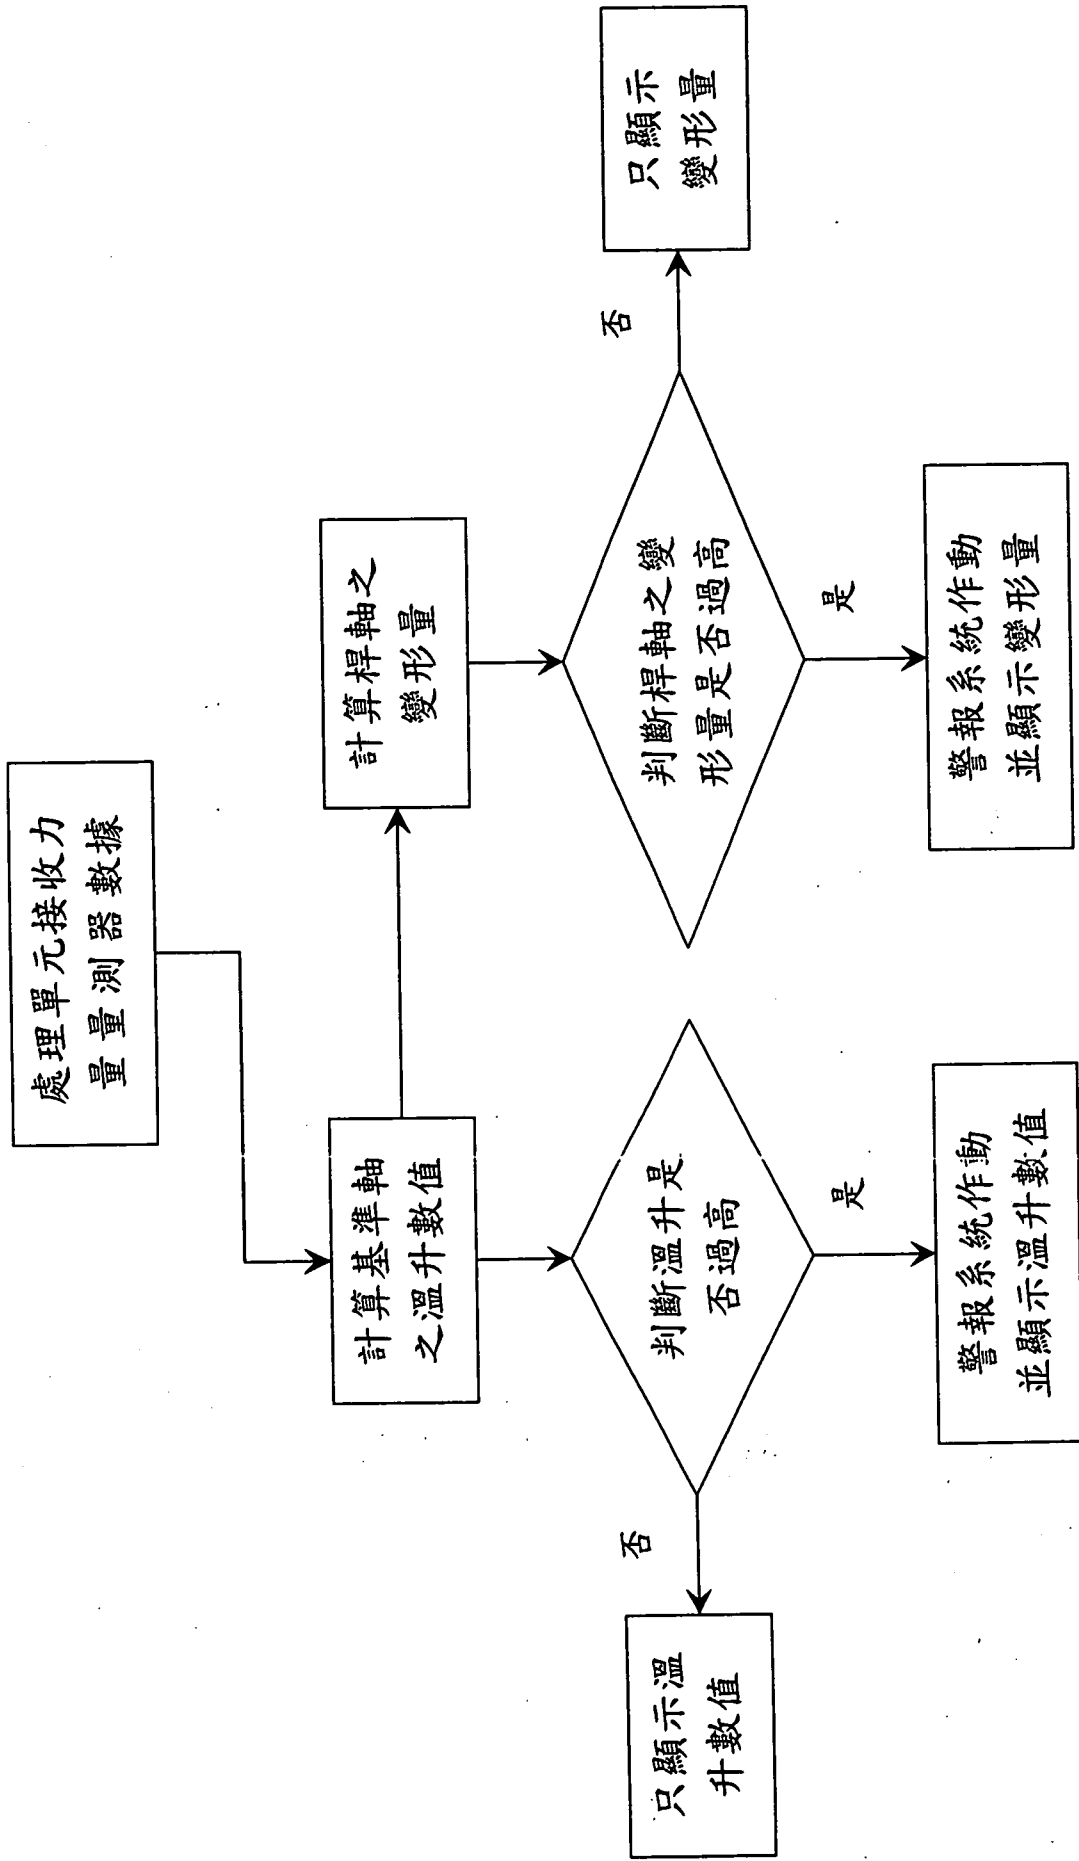 處理單元接收力
量量測器數據
計算基準軸
之溫升數值
計算桿軸之
變形量
判斷溫升是
否過高
判斷桿軸之變
形量是否過高
否
是
是
否
只顯示溫
升數值
警報系統作動
並顯示溫升數值
警報系統作動
並顯示變形量
只顯示
變形量